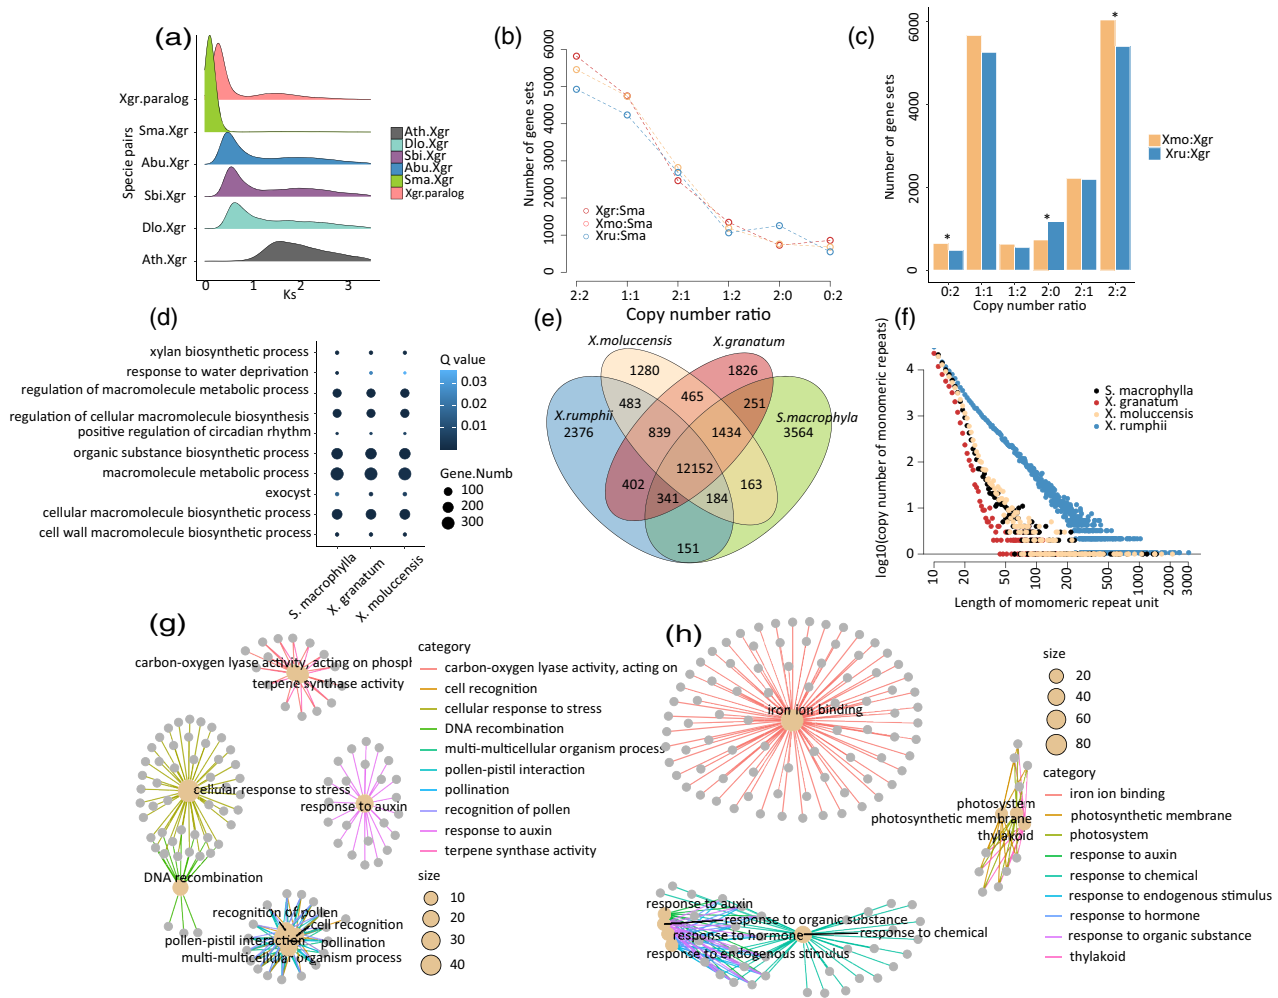 (a)
Specie pairs
Xgr.paralog
Sma.Xgr
Abu.Xgr
Sbi.Xgr
Dlo.Xgr
Ath.Xgr
0 1 2 3
Ks
Ath.Xgr
Dlo.Xgr
Sbi.Xgr
Abu.Xgr
Sma.Xgr
Xgr.paralog
(b)
Number of gene sets
0 1000 2000 3000 4000 5000 6000
Xgr:Sma
Xmo:Sma
Xru:Sma
2:2 1:1 2:1 1:2 2:0 0:2
Copy number ratio
(c)
Number of gene sets
0 2000 4000 6000
* * *
0:2 1:1 1:2 2:0 2:1 2:2
Copy number ratio
Xmo:Xgr
Xru:Xgr
(d)
xylan biosynthetic process
response to water deprivation
regulation of macromolecule metabolic process
regulation of cellular macromolecule biosynthesis
positive regulation of circadian rhythm
organic substance biosynthetic process
macromolecule metabolic process
exocyst
cellular macromolecule biosynthetic process
cell wall macromolecule biosynthetic process
S. macrophylla
X. granatum
X. moluccensis
Q value
0.03
0.02
0.01
Gene.Numb
100
200
300
(e)
X.moluccensis
X.granatum
X.rumphii
S.macrophyla
1280 1826
483 465 251
2376 839 1434 3564
12152
402 341 184 163
151
(f)
log10(copy number of monomeric repeats)
4
3
2
1
0
S. macrophylla
X. granatum
X. moluccensis
X. rumphii
10 20 50 100 200 500 1000 2000 3000
Length of momomeric repeat unit
(g)
carbon-oxygen lyase activity, acting on phosph
terpene synthase activity
cellular response to stress
response to auxin
DNA recombination
recognition of pollen
cell recognition
pollen-pistil interaction
pollination
multi-multicellular organism process
category
carbon-oxygen lyase activity, acting on
cell recognition
cellular response to stress
DNA recombination
multi-multicellular organism process
pollen-pistil interaction
pollination
recognition of pollen
response to auxin
terpene synthase activity
size
10
20
30
40
(h)
iron ion binding
photosystem
photosynthetic membrane
thylakoid
response to auxin
response to organic substance
response to hormone
response to chemical
response to endogenous stimulus
size
20
40
60
80
category
iron ion binding
photosynthetic membrane
photosystem
response to auxin
response to chemical
response to endogenous stimulus
response to hormone
response to organic substance
thylakoid